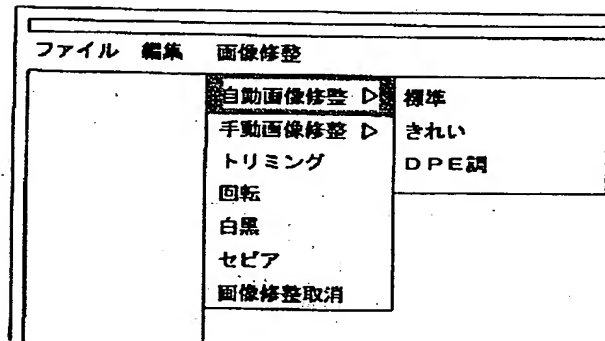 ファイル 編集 画像修整
自動画像修整 ▷ 標準
手動画像修整 ▷ きれい
トリミング DPE調
回転
白黒
セピア
画像修整取消